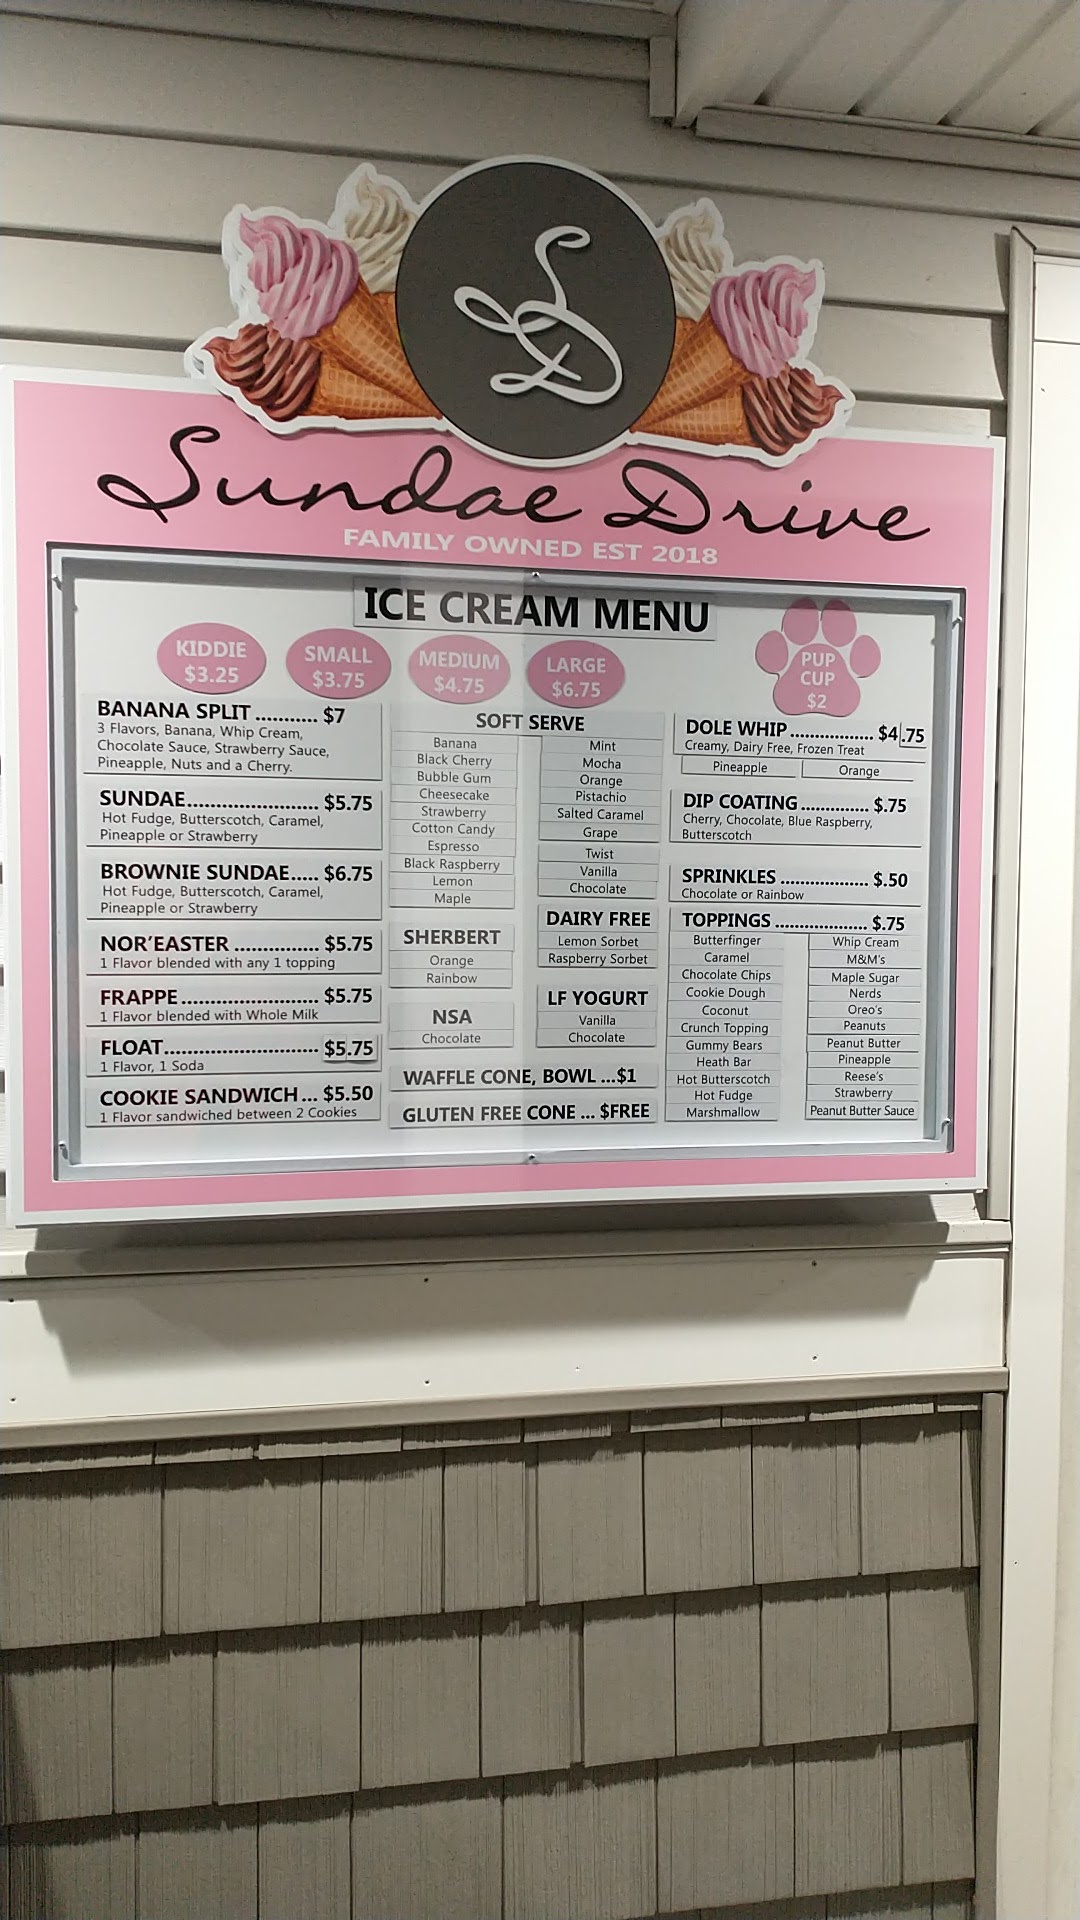 SD
Sundae Drive
FAMILY OWNED EST 2018
ICE CREAM MENU
KIDDIE
$3.25
SMALL
$3.75
MEDIUM
$4.75
LARGE
$6.75
PUP
CUP
$2
BANANA SPLIT ........... $7
3 Flavors, Banana, Whip Cream,
Chocolate Sauce, Strawberry Sauce,
Pineapple, Nuts and a Cherry.
SUNDAE....................... $5.75
Hot Fudge, Butterscotch, Caramel,
Pineapple or Strawberry
BROWNIE SUNDAE..... $6.75
Hot Fudge, Butterscotch, Caramel,
Pineapple or Strawberry
NOR'EASTER ............... $5.75
1 Flavor blended with any 1 topping
FRAPPE ........................ $5.75
1 Flavor blended with Whole Milk
FLOAT........................... $5.75
1 Flavor, 1 Soda
COOKIE SANDWICH ... $5.50
1 Flavor sandwiched between 2 Cookies
SOFT SERVE
Banana
Black Cherry
Bubble Gum
Cheesecake
Strawberry
Cotton Candy
Espresso
Black Raspberry
Lemon
Maple
Mint
Mocha
Orange
Pistachio
Salted Caramel
Grape
Twist
Vanilla
Chocolate
SHERBERT
Orange
Rainbow
NSA
Chocolate
DAIRY FREE
Lemon Sorbet
Raspberry Sorbet
LF YOGURT
Vanilla
Chocolate
WAFFLE CONE, BOWL ...$1
GLUTEN FREE CONE ... $FREE
DOLE WHIP ................. $4.75
Creamy, Dairy Free, Frozen Treat
Pineapple
Orange
DIP COATING .............. $.75
Cherry, Chocolate, Blue Raspberry,
Butterscotch
SPRINKLES .................. $.50
Chocolate or Rainbow
TOPPINGS ................... $.75
Butterfinger
Caramel
Chocolate Chips
Cookie Dough
Coconut
Crunch Topping
Gummy Bears
Heath Bar
Hot Butterscotch
Hot Fudge
Marshmallow
Whip Cream
M&M's
Maple Sugar
Nerds
Oreo's
Peanuts
Peanut Butter
Pineapple
Reese's
Strawberry
Peanut Butter Sauce